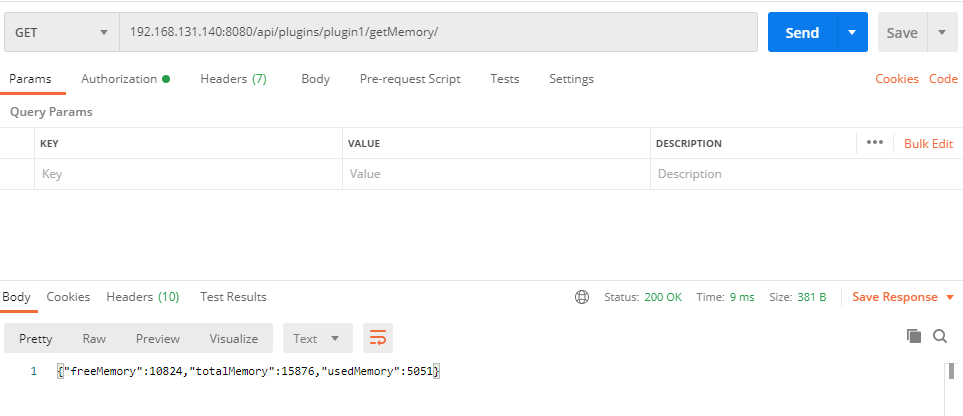 GET 192.168.131.140:8080/api/plugins/plugin1/getMemory/ Send Save
Params Authorization Headers (7) Body Pre-request Script Tests Settings Cookies Code
Query Params
KEY VALUE DESCRIPTION ••• Bulk Edit
Key Value Description
Body Cookies Headers (10) Test Results Status: 200 OK Time: 9 ms Size: 381 B Save Response
Pretty Raw Preview Visualize Text
1 {"freeMemory":10824,"totalMemory":15876,"usedMemory":5051}